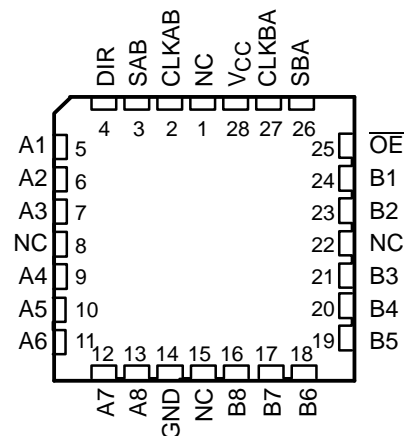 DIR SAB CLKAB NC VCC CLKBA SBA
4 3 2 1 28 27 26
A1 5 25 OE
A2 6 24 B1
A3 7 23 B2
NC 8 22 NC
A4 9 21 B3
A5 10 20 B4
A6 11 19 B5
12 13 14 15 16 17 18
A7 A8 GND NC B8 B7 B6